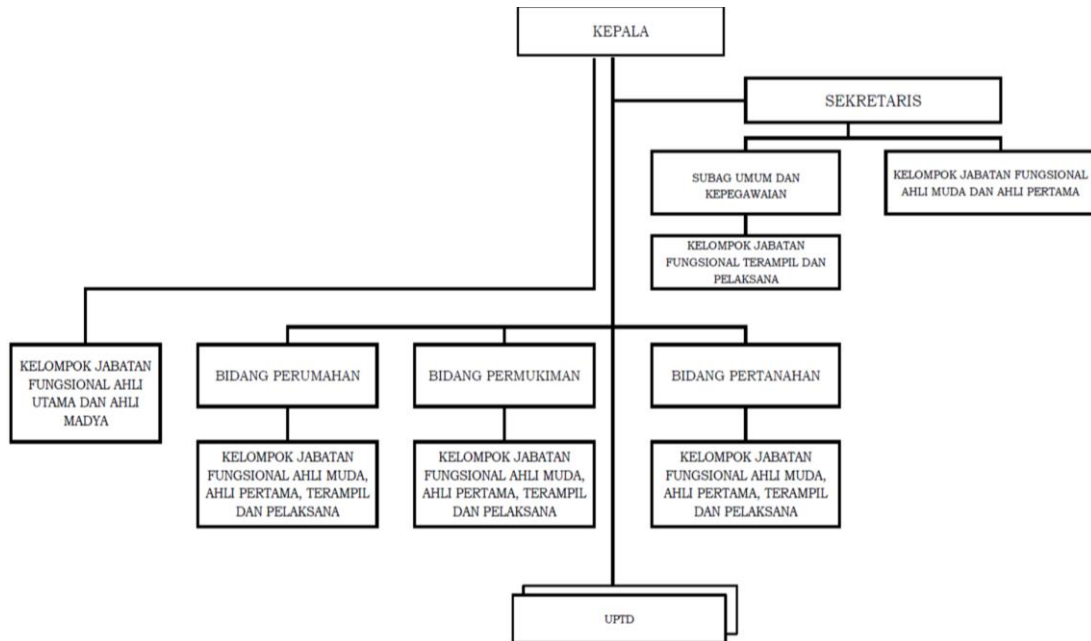 KEPALA
SEKRETARIS
SUBAG UMUM DAN
KEPEGAWAIAN
KELOMPOK JABATAN FUNGSIONAL
AHLI MUDA DAN AHLI PERTAMA
KELOMPOK JABATAN
FUNGSIONAL TERAMPIL DAN
PELAKSANA
KELOMPOK JABATAN
FUNGSIONAL AHLI
UTAMA DAN AHLI
MADYA
BIDANG PERUMAHAN
BIDANG PERMUKIMAN
BIDANG PERTANAHAN
KELOMPOK JABATAN
FUNGSIONAL AHLI MUDA,
AHLI PERTAMA, TERAMPIL
DAN PELAKSANA
KELOMPOK JABATAN
FUNGSIONAL AHLI MUDA,
AHLI PERTAMA, TERAMPIL
DAN PELAKSANA
KELOMPOK JABATAN
FUNGSIONAL AHLI MUDA,
AHLI PERTAMA, TERAMPIL
DAN PELAKSANA
UPTD